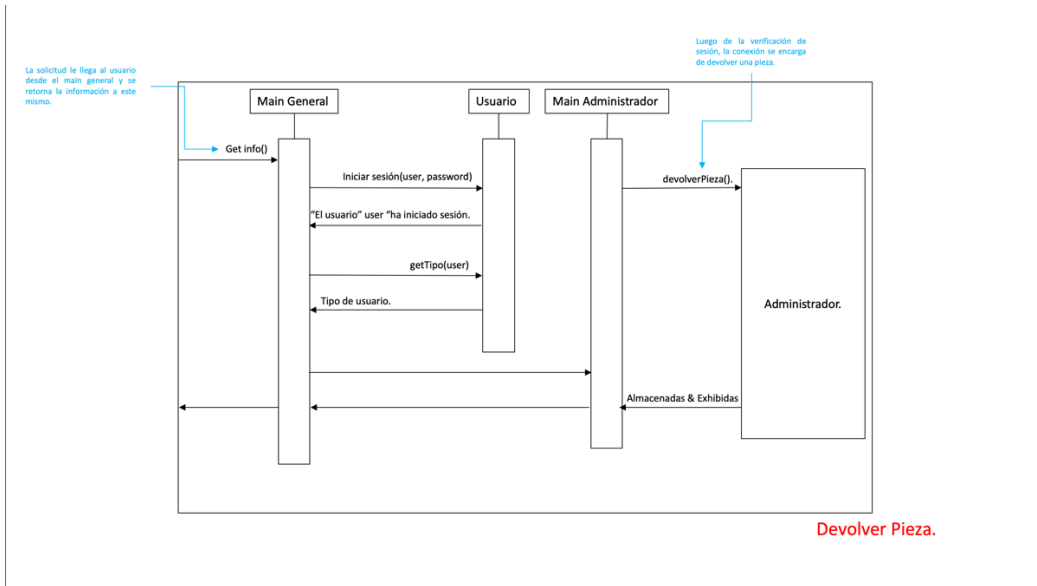 Luego de la verificación de
sesión, la conexión se encarga
de devolver una pieza.
La solicitud le llega al usuario
desde el main general y se
retorna la información a este
mismo.
Main General
Usuario
Main Administrador
Get info()
Iniciar sesión(user, password)
devolverPieza().
“El usuario” user “ha iniciado sesión.
getTipo(user)
Tipo de usuario.
Administrador.
Almacenadas & Exhibidas
Devolver Pieza.